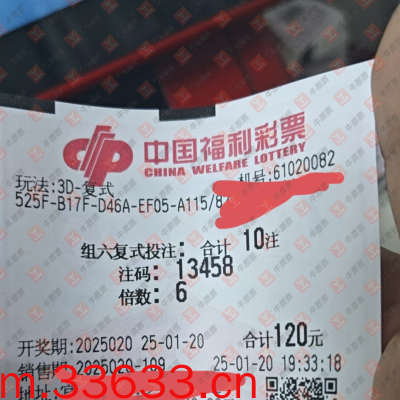 中国福利彩票
CHINA WELFARE LOTTERY
玩法:3D-复式
机号:61020082
525F-B17F-D46A-EF05-A115/8
组六复式投注: 合计 10注
注码: 13458
倍数: 6
开奖期:2025020 25-01-20 合计120元
销售期:2025020-199 25-01-20 19:33:18
m.33633.cn